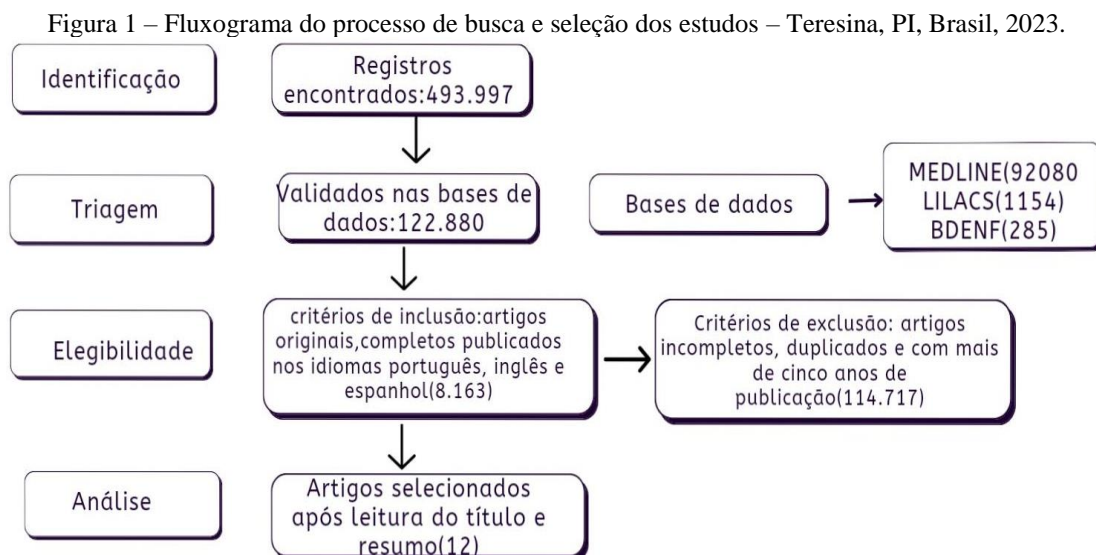 Figura 1 – Fluxograma do processo de busca e seleção dos estudos – Teresina, PI, Brasil, 2023.
Identificação
Registros
encontrados:493.997
Triagem
Validados nas bases de
dados:122.880
Bases de dados
MEDLINE(92080
LILACS(1154)
BDENF(285)
Elegibilidade
critérios de inclusão:artigos
originais,completos publicados
nos idiomas português, inglês e
espanhol(8.163)
Critérios de exclusão: artigos
incompletos, duplicados e com mais
de cinco anos de
publicação(114.717)
Análise
Artigos selecionados
após leitura do título e
resumo(12)